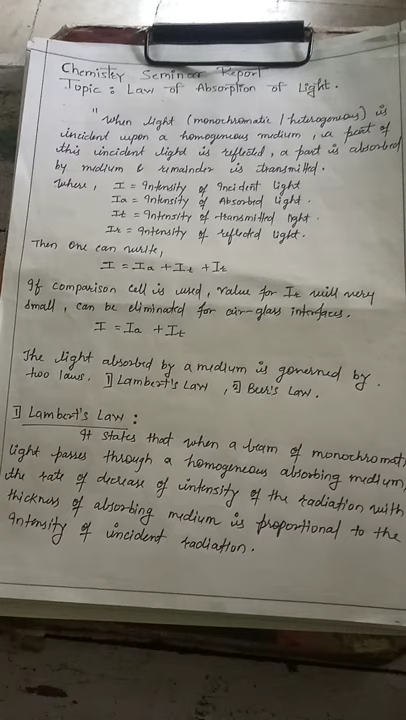 Chemistry Seminar Report
Topic : Law of Absorption of Light.
" When Light (monochromatic / heterogeneous) is
incident upon a homogeneous medium, a part of
this incident light is reflected, a part is absorbed
by medium & remainder is transmitted.
Where, I = Intensity of Incident light
Ia = Intensity of Absorbed light.
It = Intensity of transmitted light.
Ir = Intensity of reflected light.
Then one can write,
I = Ia + It + It
If comparison cell is used, value for It will very
small, can be eliminated for air-glass interfaces.
I = Ia + It
The light absorbed by a medium is governed by
two laws. 1] Lambert's Law , 2] Beer's Law.
1] Lambert's Law :
It states that when a beam of monochromat
light passes through a homogeneous absorbing medium,
the rate of decrease of intensity of the radiation with
thickness of absorbing medium is proportional to the
Intensity of incident radiation.